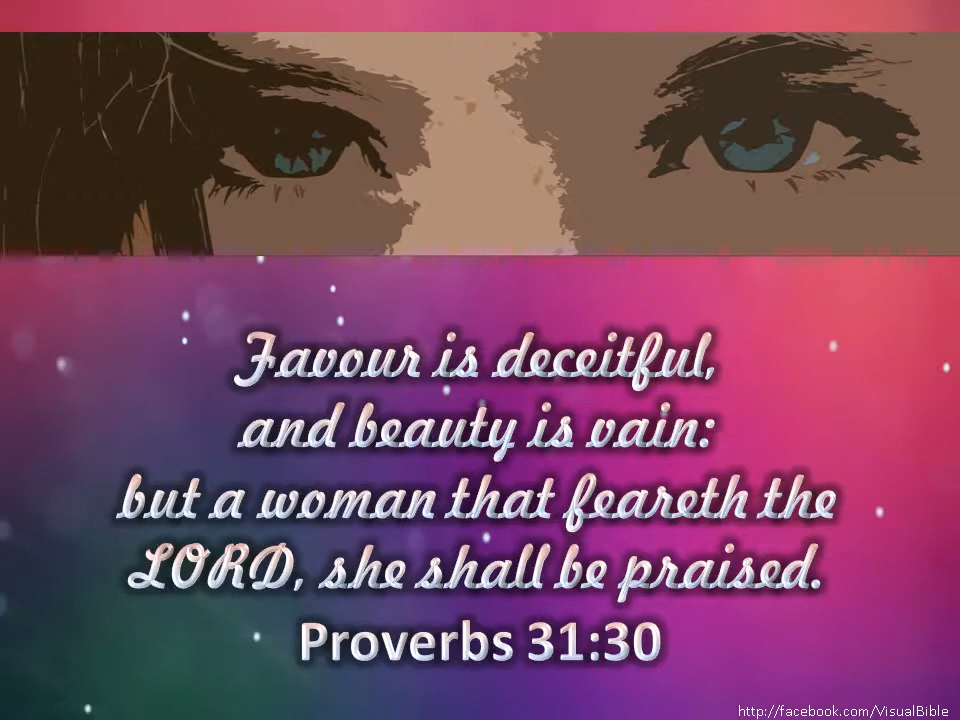 Favour is deceitful,
and beauty is vain:
but a woman that feareth the
LORD, she shall be praised.
Proverbs 31:30
http://facebook.com/VisualBible